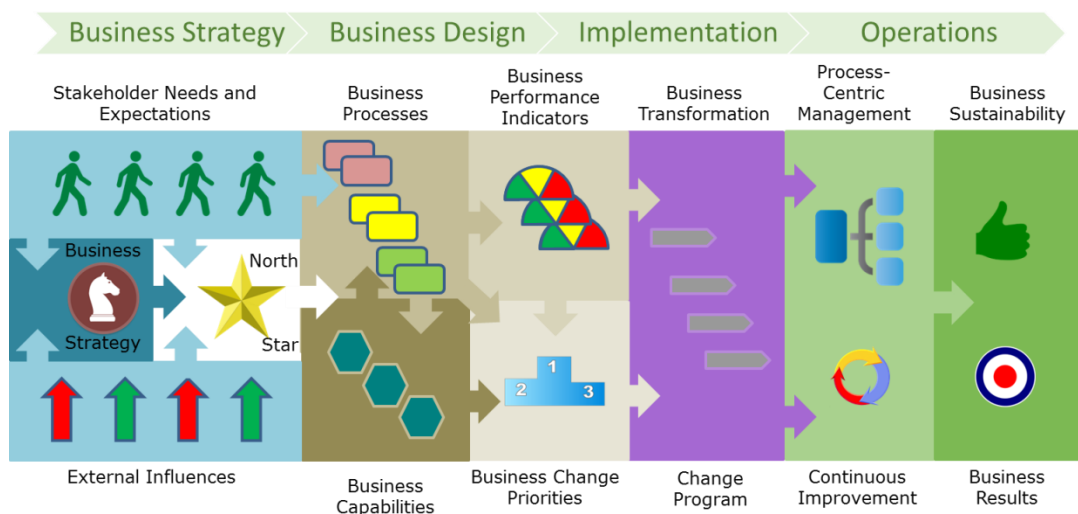 Business Strategy
Business Design
Implementation
Operations
Stakeholder Needs and
Expectations
Business
Processes
Business
Performance
Indicators
Business
Transformation
Process-
Centric
Management
Business
Sustainability
Business
Strategy
North
Star
1
2
3
External Influences
Business
Capabilities
Business Change
Priorities
Change
Program
Continuous
Improvement
Business
Results